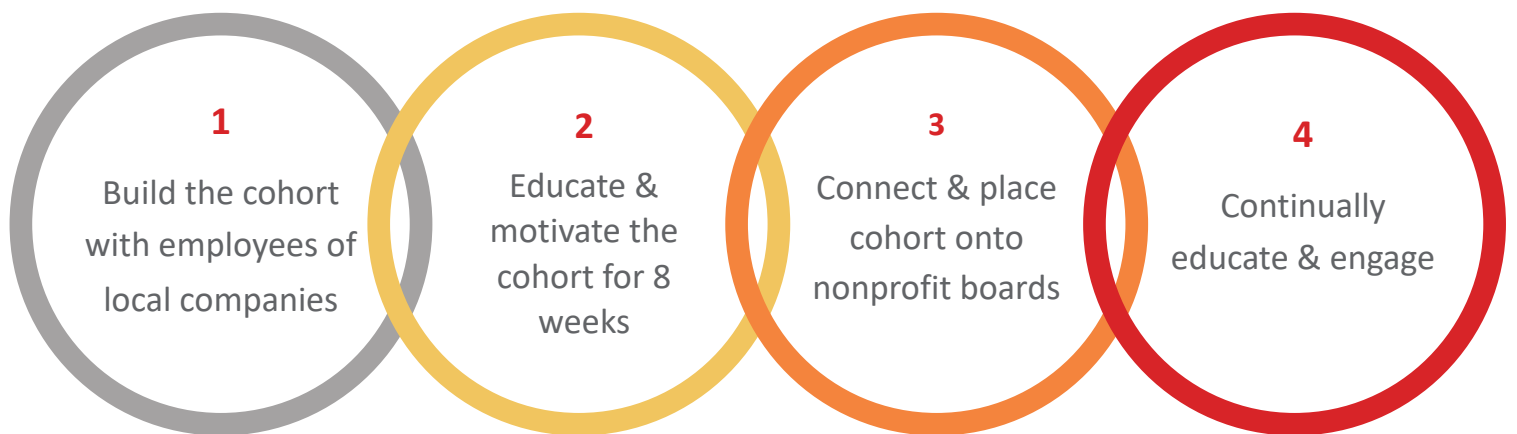 1
Build the cohort
with employees of
local companies
2
Educate &
motivate the
cohort for 8
weeks
3
Connect & place
cohort onto
nonprofit boards
4
Continually
educate & engage